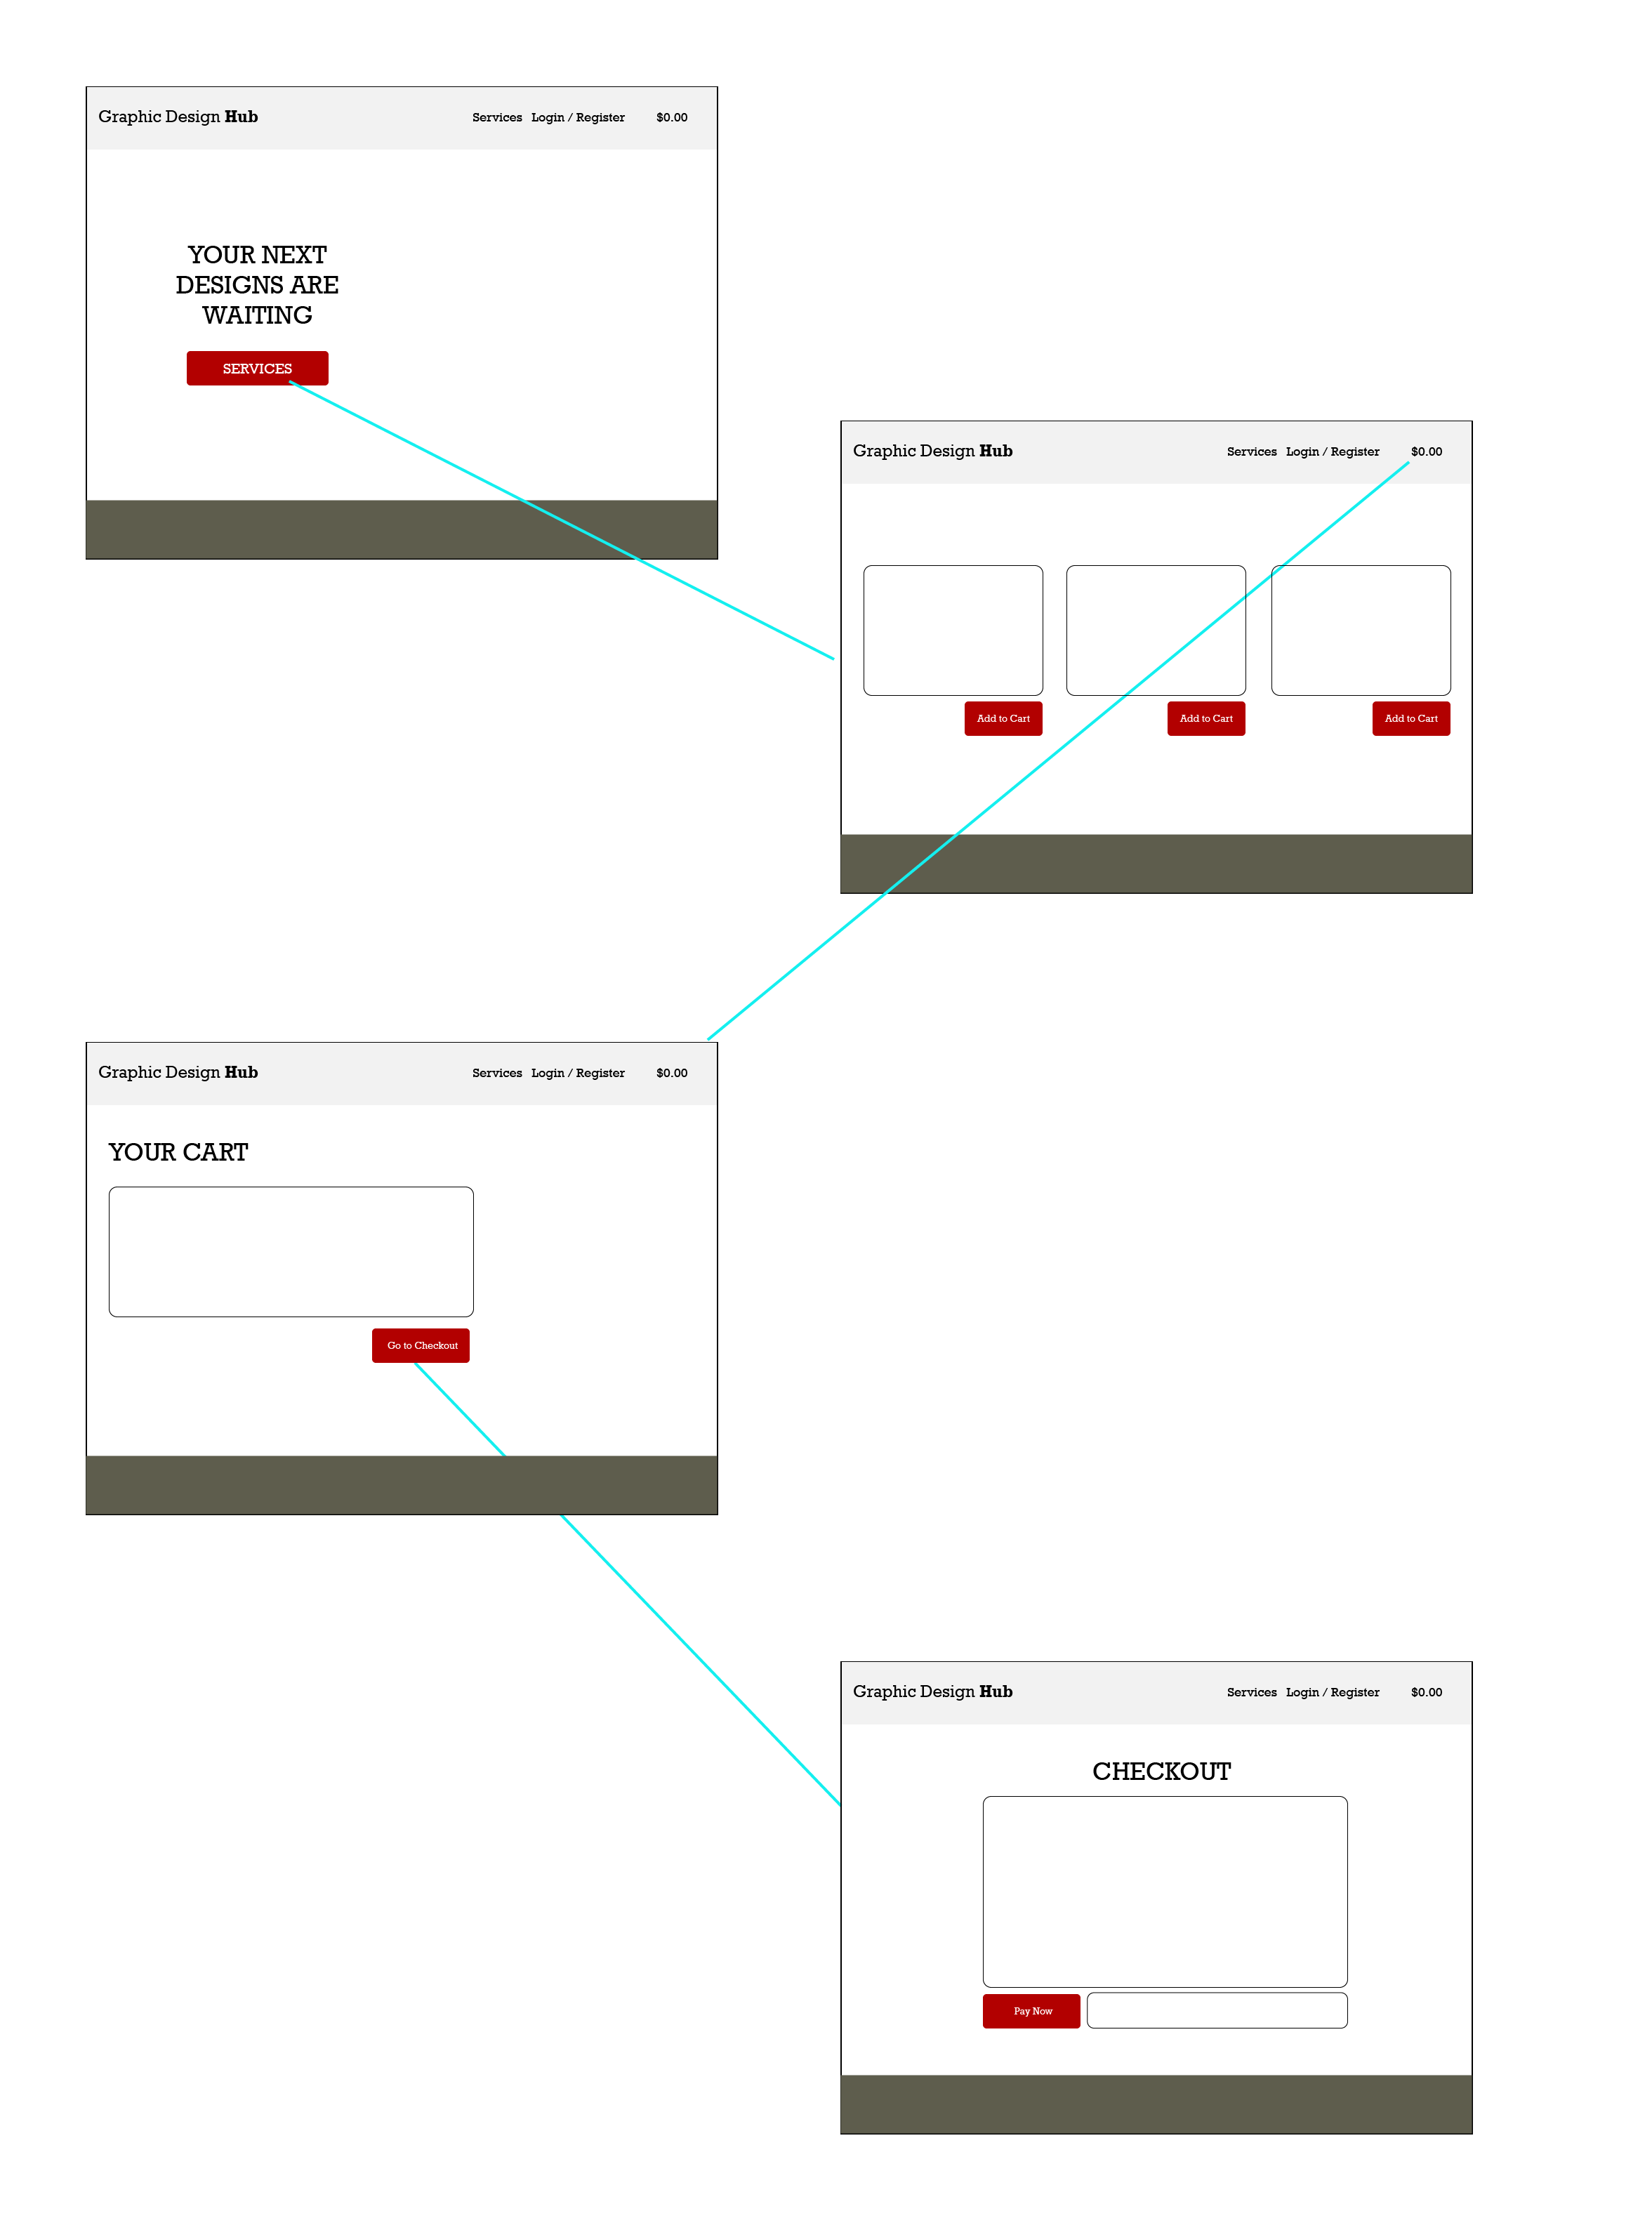 Graphic Design Hub Services Login / Register $0.00
YOUR NEXT
DESIGNS ARE
WAITING
SERVICES
Graphic Design Hub Services Login / Register $0.00
Add to Cart Add to Cart Add to Cart
Graphic Design Hub Services Login / Register $0.00
YOUR CART
Go to Checkout
Graphic Design Hub Services Login / Register $0.00
CHECKOUT
Pay Now